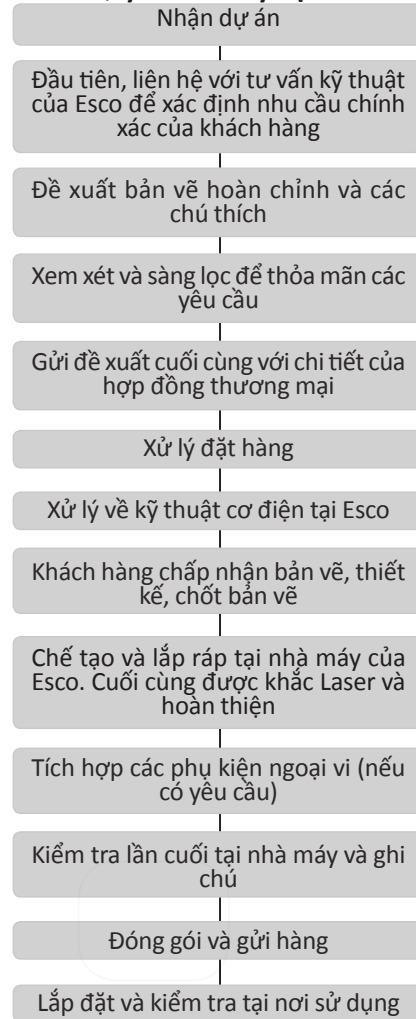 Nhận dự án
Đầu tiên, liên hệ với tư vấn kỹ thuật
của Esco để xác định nhu cầu chính
xác của khách hàng
Đề xuất bản vẽ hoàn chỉnh và các
chú thích
Xem xét và sàng lọc để thỏa mãn các
yêu cầu
Gửi đề xuất cuối cùng với chi tiết của
hợp đồng thương mại
Xử lý đặt hàng
Xử lý về kỹ thuật cơ điện tại Esco
Khách hàng chấp nhận bản vẽ, thiết
kế, chốt bản vẽ
Chế tạo và lắp ráp tại nhà máy của
Esco. Cuối cùng được khắc Laser và
hoàn thiện
Tích hợp các phụ kiện ngoại vi (nếu
có yêu cầu)
Kiểm tra lần cuối tại nhà máy và ghi
chú
Đóng gói và gửi hàng
Lắp đặt và kiểm tra tại nơi sử dụng